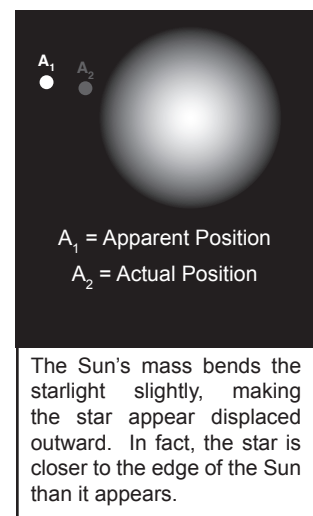 A₁
A₂
A₁ = Apparent Position
A₂ = Actual Position
The Sun's mass bends the
starlight slightly, making
the star appear displaced
outward. In fact, the star is
closer to the edge of the Sun
than it appears.